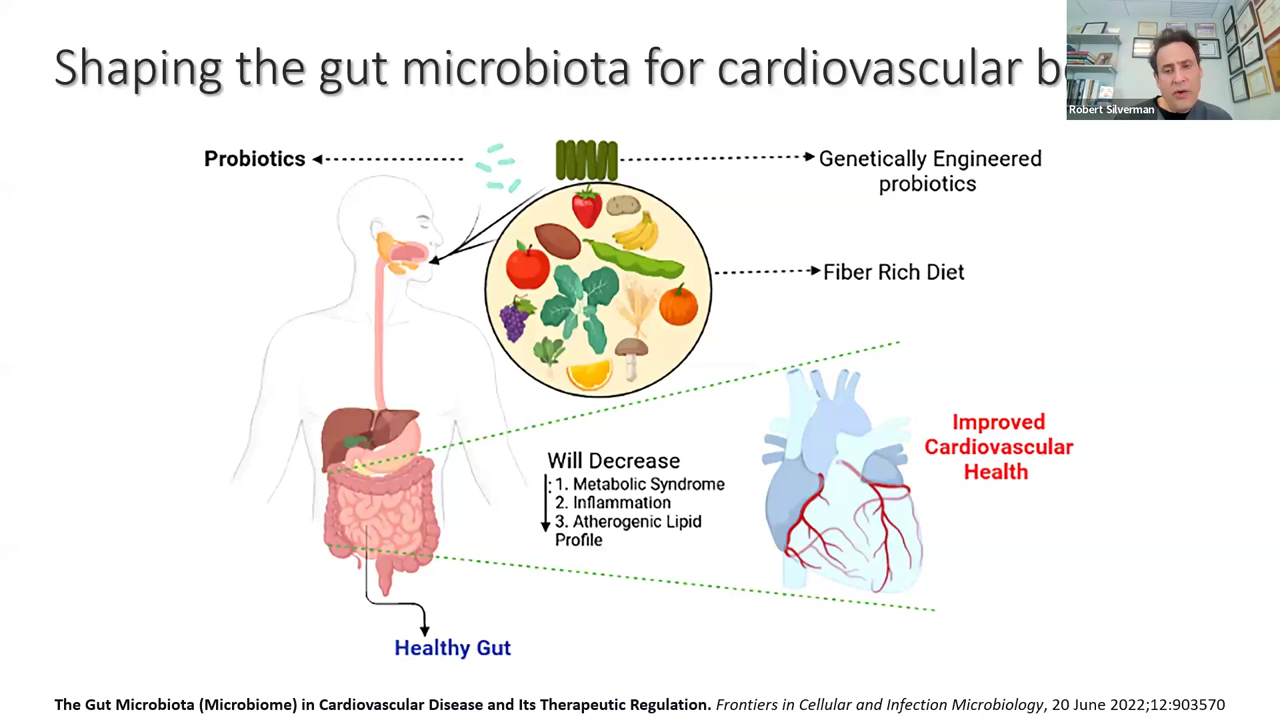 Shaping the gut microbiota for cardiovascular b
Robert Silverman
Probiotics
Genetically Engineered
probiotics
Fiber Rich Diet
Improved
Cardiovascular
Health
Will Decrease
1. Metabolic Syndrome
2. Inflammation
3. Atherogenic Lipid
Profile
Healthy Gut
The Gut Microbiota (Microbiome) in Cardiovascular Disease and Its Therapeutic Regulation. Frontiers in Cellular and Infection Microbiology, 20 June 2022;12:903570